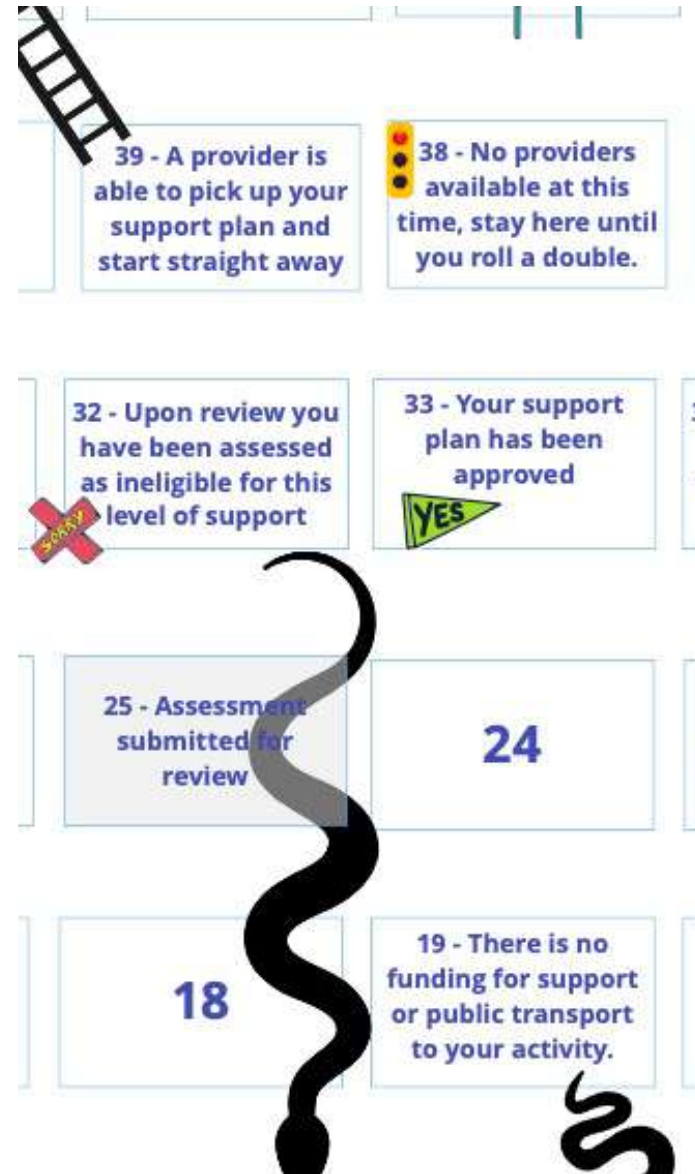 39 - A provider is
able to pick up your
support plan and
start straight away
38 - No providers
available at this
time, stay here until
you roll a double.
32 - Upon review you
have been assessed
as ineligible for this
level of support
SORRY
33 - Your support
plan has been
approved
YES
25 - Assessment
submitted for
review
24
18
19 - There is no
funding for support
or public transport
to your activity.